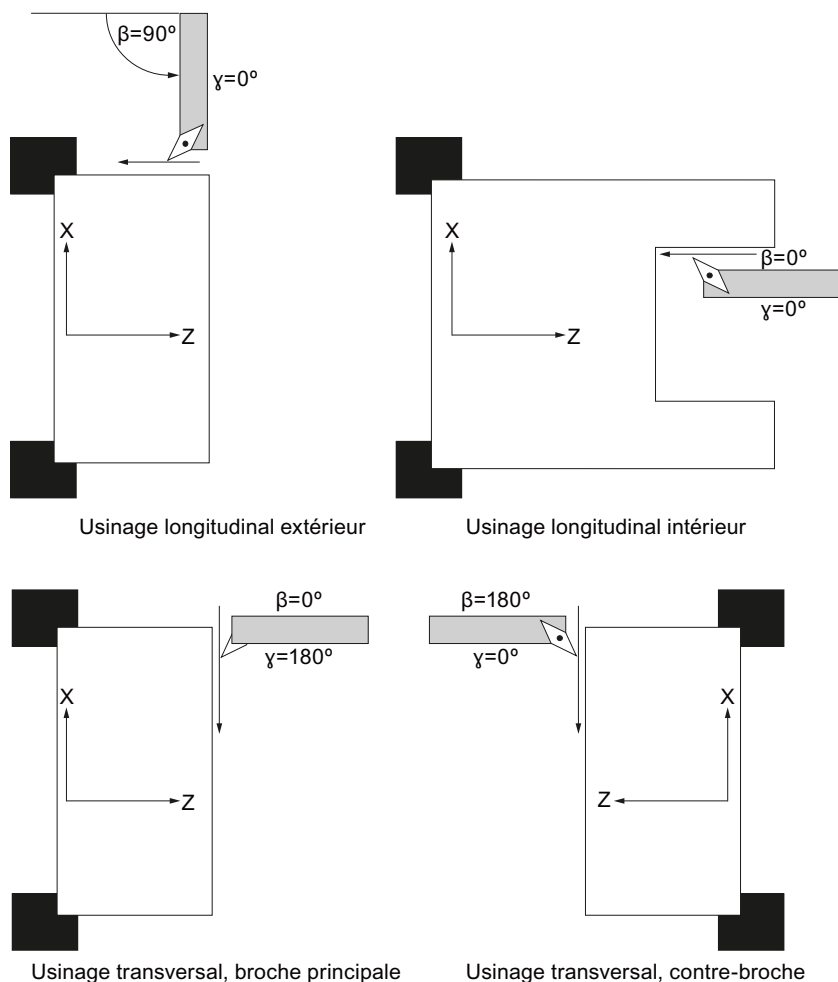 β=90º
ɣ=0º
X
Z
X
Z
β=0º
ɣ=0º
Usinage longitudinal extérieur
Usinage longitudinal intérieur
β=0º
ɣ=180º
X
Z
β=180º
ɣ=0º
X
Z
Usinage transversal, broche principale
Usinage transversal, contre-broche